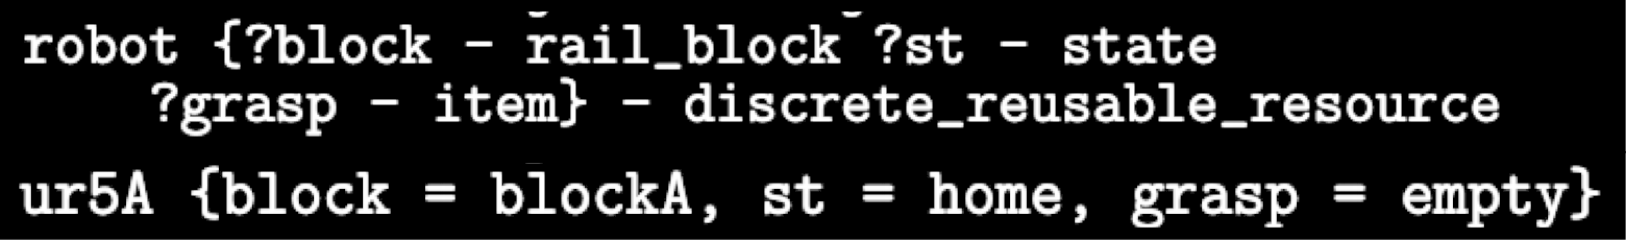 robot {?block - rail_block ?st - state
?grasp - item} - discrete_reusable_resource
ur5A {block = blockA, st = home, grasp = empty}